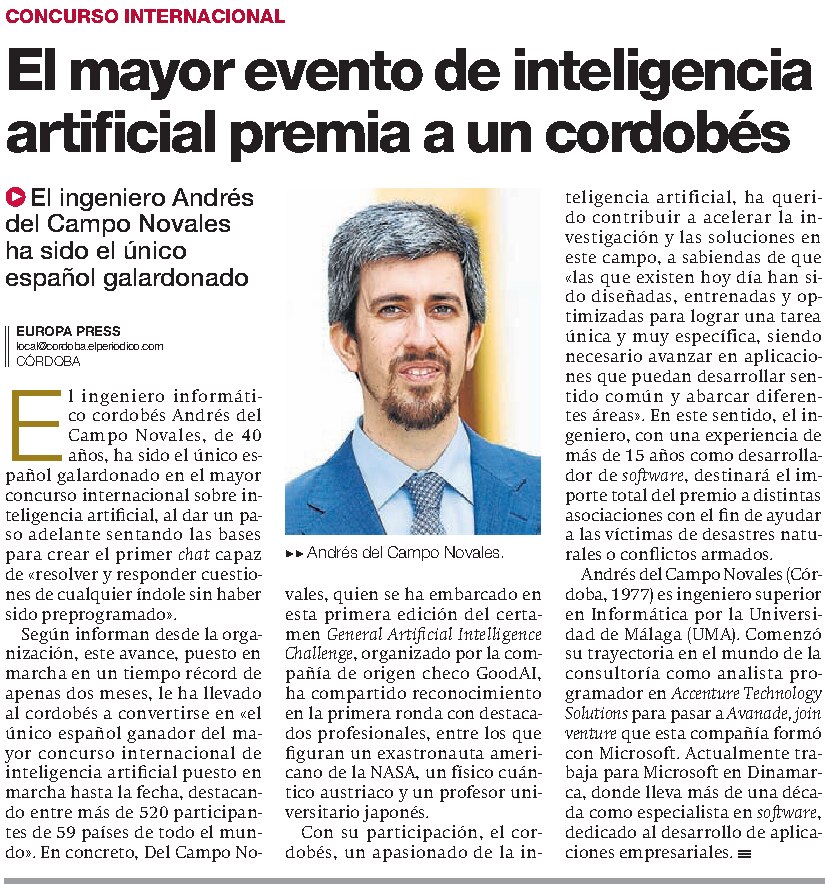 CONCURSO INTERNACIONAL
El mayor evento de inteligencia
artificial premia a un cordobés
El ingeniero Andrés
del Campo Novales
ha sido el único
español galardonado
EUROPA PRESS
local@cordoba.elperiodico.com
CÓRDOBA
El ingeniero informáti-
co cordobés Andrés del
Campo Novales, de 40
años, ha sido el único es-
pañol galardonado en el mayor
concurso internacional sobre in-
teligencia artificial, al dar un pa-
so adelante sentando las bases
para crear el primer chat capaz
de «resolver y responder cuestio-
nes de cualquier índole sin haber
sido preprogramado».
Según informan desde la orga-
nización, este avance, puesto en
marcha en un tiempo récord de
apenas dos meses, le ha llevado
al cordobés a convertirse en «el
único español ganador del ma-
yor concurso internacional de
inteligencia artificial puesto en
marcha hasta la fecha, destacan-
do entre más de 520 participan-
tes de 59 países de todo el mun-
do». En concreto, Del Campo No-
Andrés del Campo Novales.
vales, quien se ha embarcado en
esta primera edición del certa-
men General Artificial Intelligence
Challenge, organizado por la com-
pañía de origen checo GoodAI,
ha compartido reconocimiento
en la primera ronda con destaca-
dos profesionales, entre los que
figuran un exastronauta ameri-
cano de la NASA, un físico cuán-
tico austriaco y un profesor uni-
versitario japonés.
Con su participación, el cor-
dobés, un apasionado de la in-
teligencia artificial, ha queri-
do contribuir a acelerar la in-
vestigación y las soluciones en
este campo, a sabiendas de que
«las que existen hoy día han si-
do diseñadas, entrenadas y op-
timizadas para lograr una tarea
única y muy específica, siendo
necesario avanzar en aplicacio-
nes que puedan desarrollar sen-
tido común y abarcar diferen-
tes áreas». En este sentido, el in-
geniero, con una experiencia de
más de 15 años como desarrolla-
dor de software, destinará el im-
porte total del premio a distintas
asociaciones con el fin de ayudar
a las víctimas de desastres natu-
rales o conflictos armados.
Andrés del Campo Novales (Cór-
doba, 1977) es ingeniero superior
en Informática por la Universi-
dad de Málaga (UMA). Comenzó
su trayectoria en el mundo de la
consultoría como analista pro-
gramador en Accenture Technology
Solutions para pasar a Avanade, join
venture que esta compañía formó
con Microsoft. Actualmente tra-
baja para Microsoft en Dinamar-
ca, donde lleva más de una déca-
da como especialista en software,
dedicado al desarrollo de aplica-
ciones empresariales.